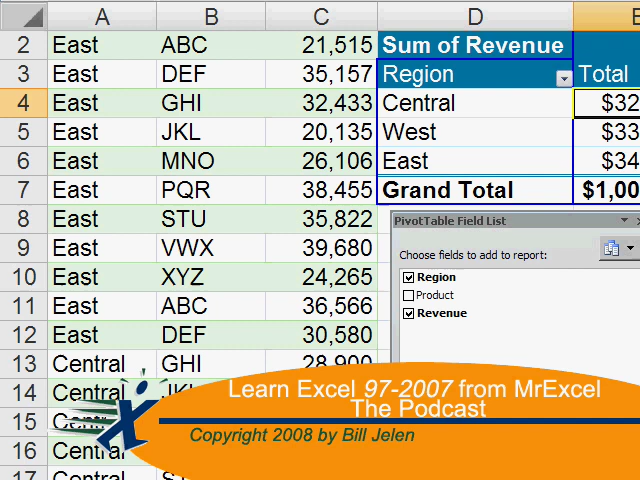 A B C D E
2 East ABC 21,515 Sum of Revenue
3 East DEF 35,157 Region Total
4 East GHI 32,433 Central $32
5 East JKL 20,135 West $33
6 East MNO 26,106 East $34
7 East PQR 38,455 Grand Total $1,00
8 East STU 35,822
PivotTable Field List
9 East VWX 39,680
Choose fields to add to report:
10 East XYZ 24,265
Region
Product
11 East ABC 36,566
Revenue
12 East DEF 30,580
13 Central GHI 28,900
14 Central
Learn Excel 97-2007 from MrExcel
The Podcast
15 Central
Copyright 2008 by Bill Jelen
16 Central
17 Central